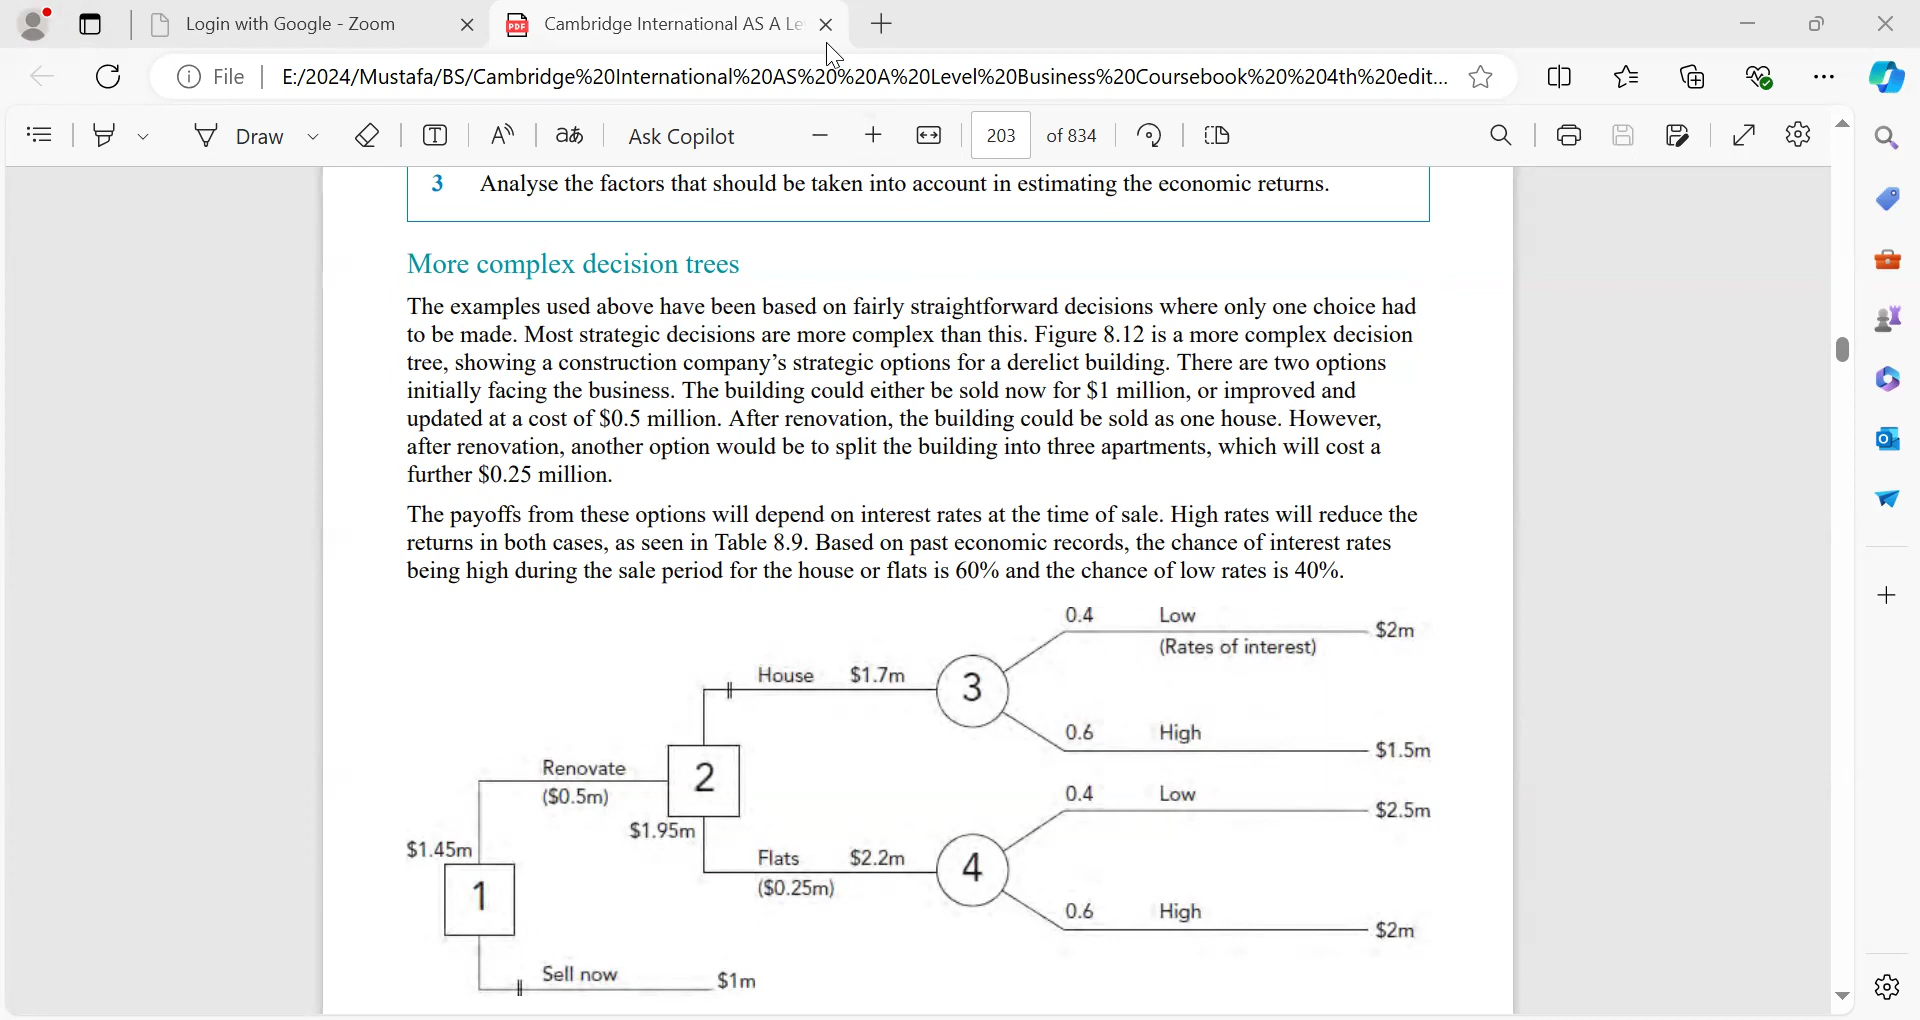 Login with Google - Zoom
Cambridge International AS A Le
File
E:/2024/Mustafa/BS/Cambridge%20International%20AS%20%20A%20Level%20Business%20Coursebook%20%204th%20edit...
Draw
Ask Copilot
203 of 834
3 Analyse the factors that should be taken into account in estimating the economic returns.
More complex decision trees
The examples used above have been based on fairly straightforward decisions where only one choice had
to be made. Most strategic decisions are more complex than this. Figure 8.12 is a more complex decision
tree, showing a construction company’s strategic options for a derelict building. There are two options
initially facing the business. The building could either be sold now for $1 million, or improved and
updated at a cost of $0.5 million. After renovation, the building could be sold as one house. However,
after renovation, another option would be to split the building into three apartments, which will cost a
further $0.25 million.
The payoffs from these options will depend on interest rates at the time of sale. High rates will reduce the
returns in both cases, as seen in Table 8.9. Based on past economic records, the chance of interest rates
being high during the sale period for the house or flats is 60% and the chance of low rates is 40%.
0.4 Low
$2m
(Rates of interest)
House $1.7m
3
0.6 High
$1.5m
Renovate
($0.5m)
2
0.4 Low
$2.5m
$1.95m
$1.45m
Flats $2.2m
($0.25m)
4
1
0.6 High
$2m
Sell now
$1m